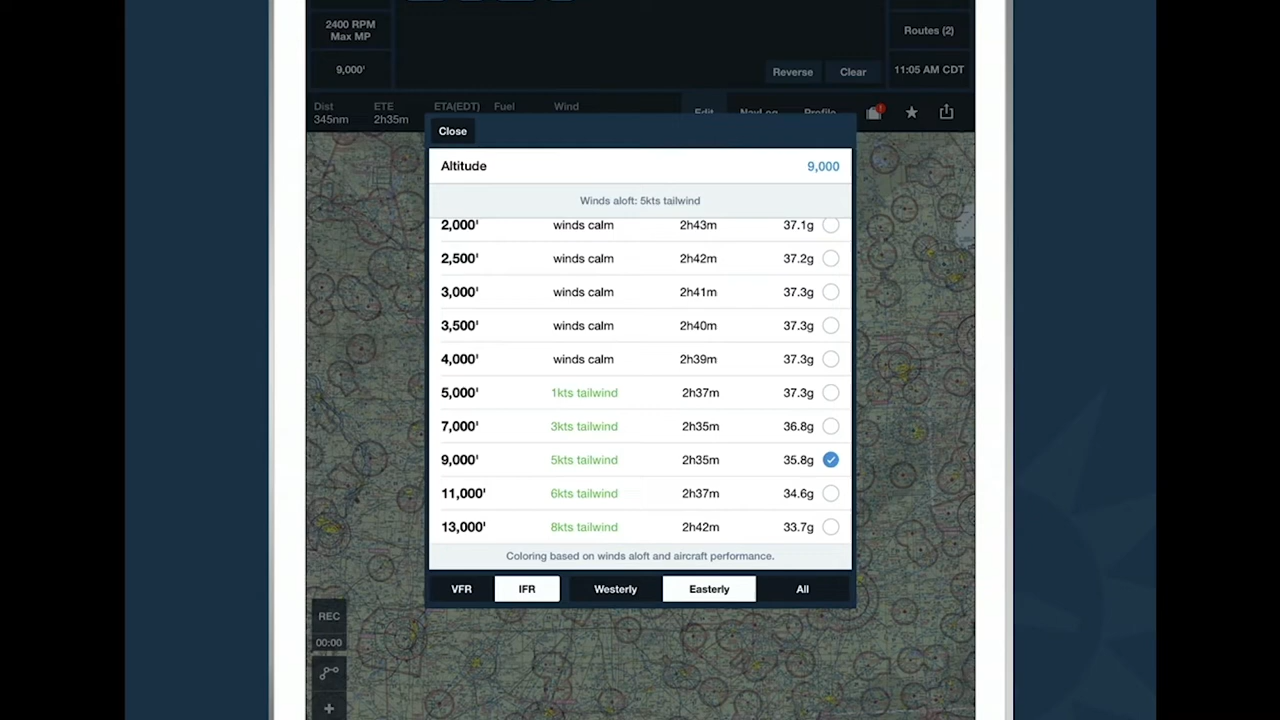 2400 RPM
Max MP
Routes (2)
9,000'
Reverse
Clear
11:05 AM CDT
Dist
345nm
ETE
2h35m
ETA(EDT)
Fuel
Wind
Edit
NavLog
Profile
Close
Altitude 9,000
Winds aloft: 5kts tailwind
2,000' winds calm 2h43m 37.1g
2,500' winds calm 2h42m 37.2g
3,000' winds calm 2h41m 37.3g
3,500' winds calm 2h40m 37.3g
4,000' winds calm 2h39m 37.3g
5,000' 1kts tailwind 2h37m 37.3g
7,000' 3kts tailwind 2h35m 36.8g
9,000' 5kts tailwind 2h35m 35.8g
11,000' 6kts tailwind 2h37m 34.6g
13,000' 8kts tailwind 2h42m 33.7g
Coloring based on winds aloft and aircraft performance.
VFR IFR Westerly Easterly All
REC
00:00